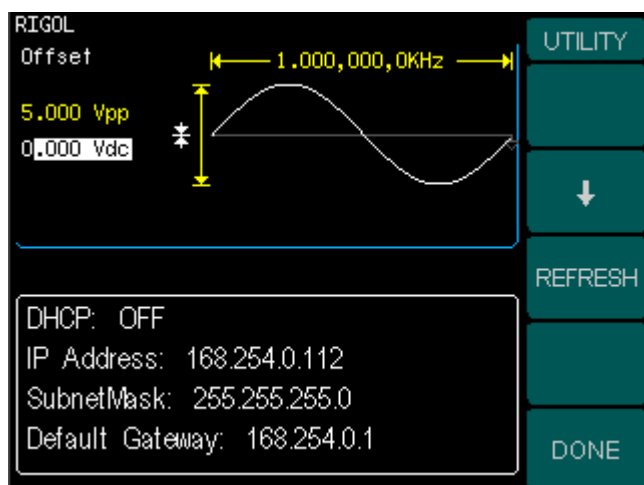 RIGOL
UTILITY
Offset
1.000,000,0KHz
5.000 Vpp
0.000 Vdc
REFRESH
DHCP: OFF
IP Address: 168.254.0.112
SubnetMask: 255.255.255.0
Default Gateway: 168.254.0.1
DONE